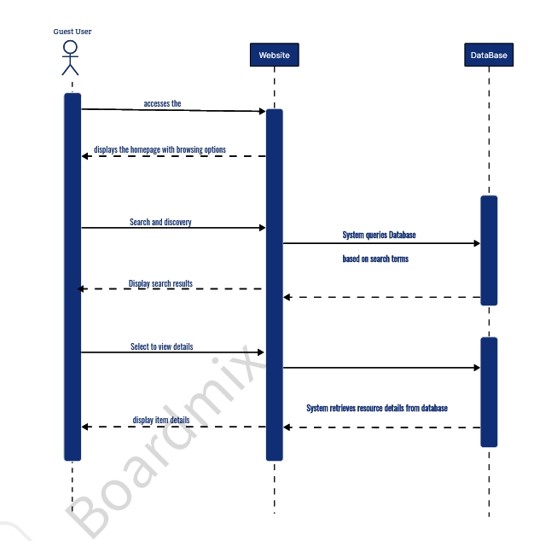 Guest User
Website
DataBase
accesses the
displays the homepage with browsing options
Search and discovery
System queries Database
based on search terms
Display search results
Select to view details
System retrieves resource details from database
display item details
Boardmix